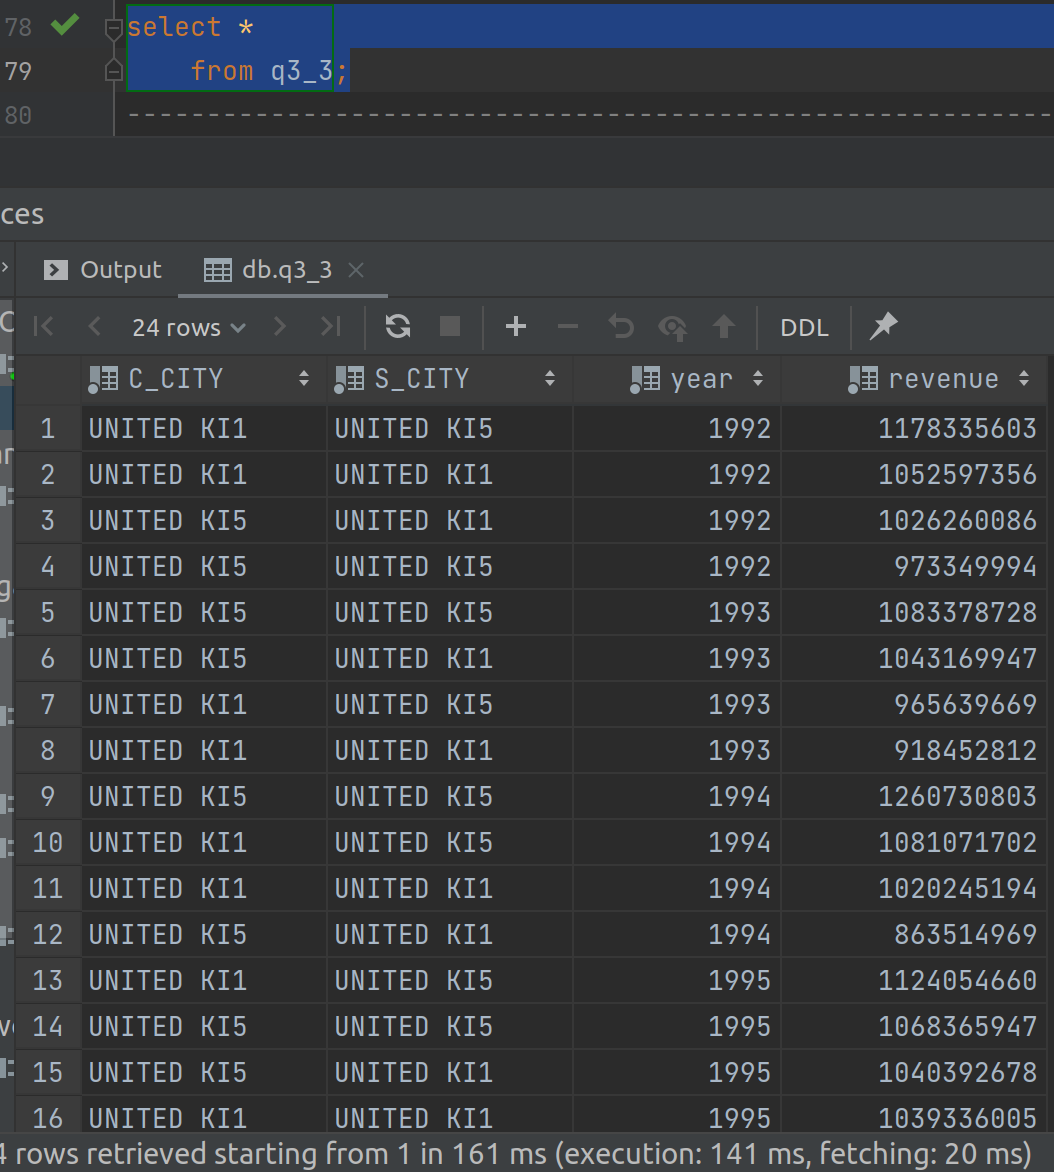 78 select *
79 from q3_3;
80 ----------------------------------------------------------
ces
Output db.q3_3
24 rows DDL
C_CITY S_CITY year revenue
1 UNITED KI1 UNITED KI5 1992 1178335603
2 UNITED KI1 UNITED KI1 1992 1052597356
3 UNITED KI5 UNITED KI1 1992 1026260086
4 UNITED KI5 UNITED KI5 1992 973349994
5 UNITED KI5 UNITED KI5 1993 1083378728
6 UNITED KI5 UNITED KI1 1993 1043169947
7 UNITED KI1 UNITED KI5 1993 965639669
8 UNITED KI1 UNITED KI1 1993 918452812
9 UNITED KI5 UNITED KI5 1994 1260730803
10 UNITED KI1 UNITED KI5 1994 1081071702
11 UNITED KI1 UNITED KI1 1994 1020245194
12 UNITED KI5 UNITED KI1 1994 863514969
13 UNITED KI1 UNITED KI5 1995 1124054660
14 UNITED KI5 UNITED KI5 1995 1068365947
15 UNITED KI5 UNITED KI1 1995 1040392678
16 UNITED KI1 UNITED KI1 1995 1039336005
4 rows retrieved starting from 1 in 161 ms (execution: 141 ms, fetching: 20 ms)